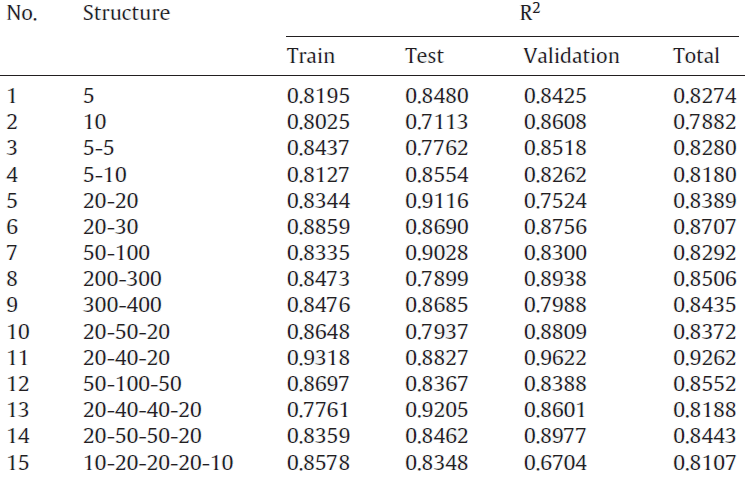 No. Structure R²
Train Test Validation Total
1 5 0.8195 0.8480 0.8425 0.8274
2 10 0.8025 0.7113 0.8608 0.7882
3 5-5 0.8437 0.7762 0.8518 0.8280
4 5-10 0.8127 0.8554 0.8262 0.8180
5 20-20 0.8344 0.9116 0.7524 0.8389
6 20-30 0.8859 0.8690 0.8756 0.8707
7 50-100 0.8335 0.9028 0.8300 0.8292
8 200-300 0.8473 0.7899 0.8938 0.8506
9 300-400 0.8476 0.8685 0.7988 0.8435
10 20-50-20 0.8648 0.7937 0.8809 0.8372
11 20-40-20 0.9318 0.8827 0.9622 0.9262
12 50-100-50 0.8697 0.8367 0.8388 0.8552
13 20-40-40-20 0.7761 0.9205 0.8601 0.8188
14 20-50-50-20 0.8359 0.8462 0.8977 0.8443
15 10-20-20-20-10 0.8578 0.8348 0.6704 0.8107